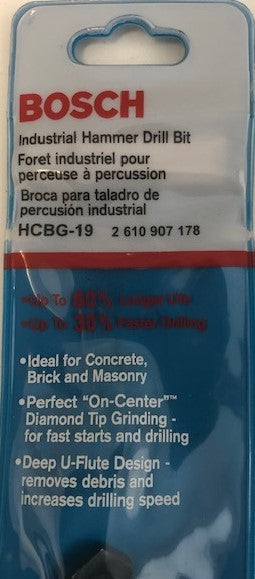 BOSCH
Industrial Hammer Drill Bit
Foret industriel pour
perceuse à percussion
Broca para taladro de
percusión industrial
HCBG-19 2 610 907 178
•Up To 60% Longer Life
•Up To 30% Faster Drilling
•Ideal for Concrete,
Brick and Masonry
•Perfect "On-Center"™
Diamond Tip Grinding -
for fast starts and drilling
•Deep U-Flute Design -
removes debris and
increases drilling speed